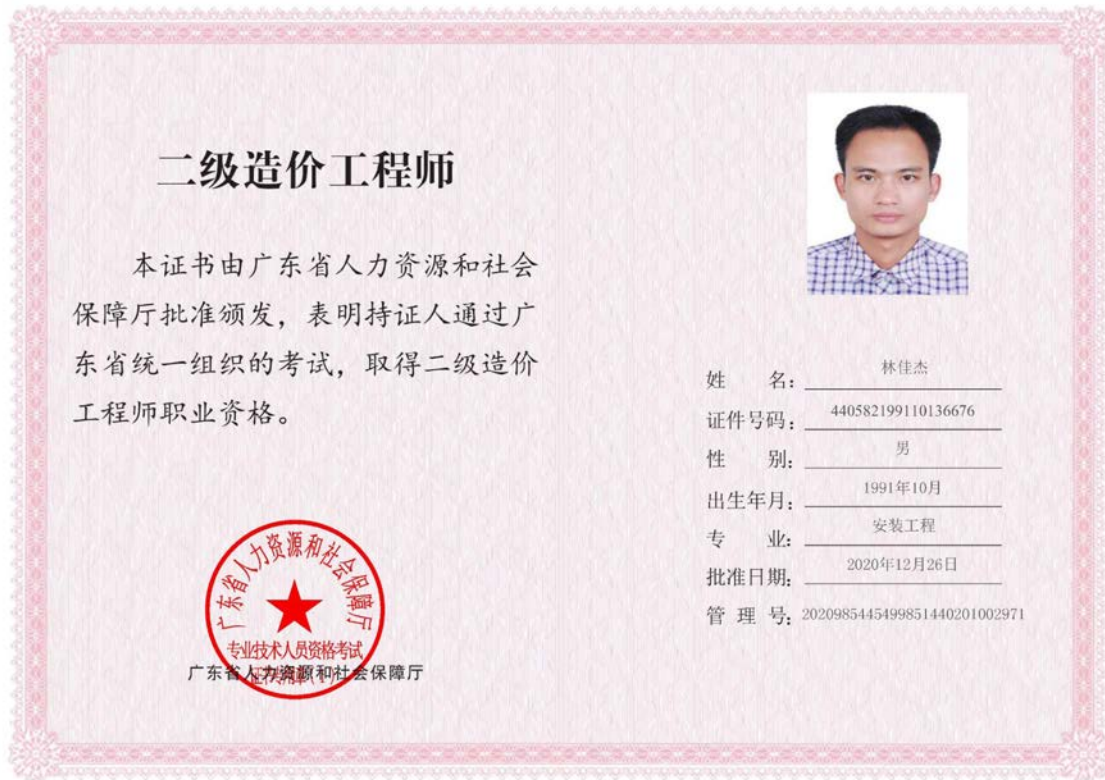 二级造价工程师
本证书由广东省人力资源和社会
保障厅批准颁发，表明持证人通过广
东省统一组织的考试，取得二级造价
工程师职业资格。
广东省人力资源和社会保障厅
专业技术人员资格考试
广东省人力资源和社会保障厅
姓 名：林佳杰
证件号码：440582199110136676
性 别：男
出生年月：1991年10月
专 业：安装工程
批准日期：2020年12月26日
管 理 号：20209854454999851440201002971